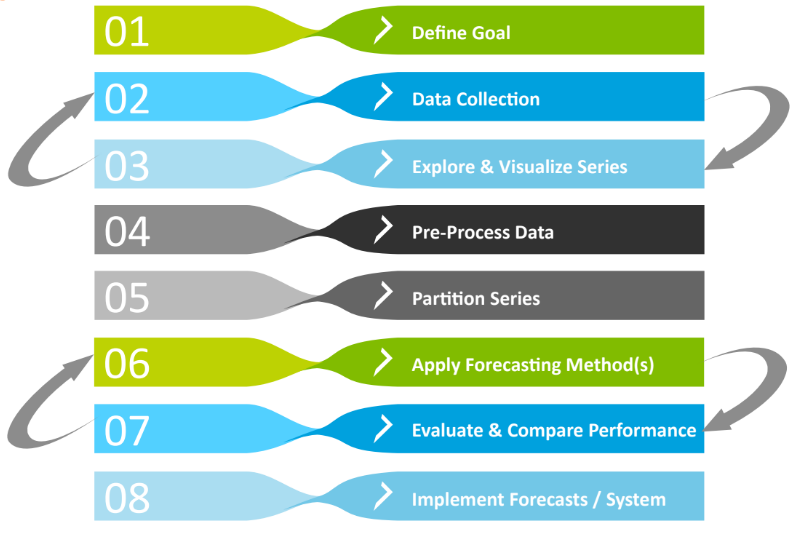 01 Define Goal
02 Data Collection
03 Explore & Visualize Series
04 Pre-Process Data
05 Partition Series
06 Apply Forecasting Method(s)
07 Evaluate & Compare Performance
08 Implement Forecasts / System